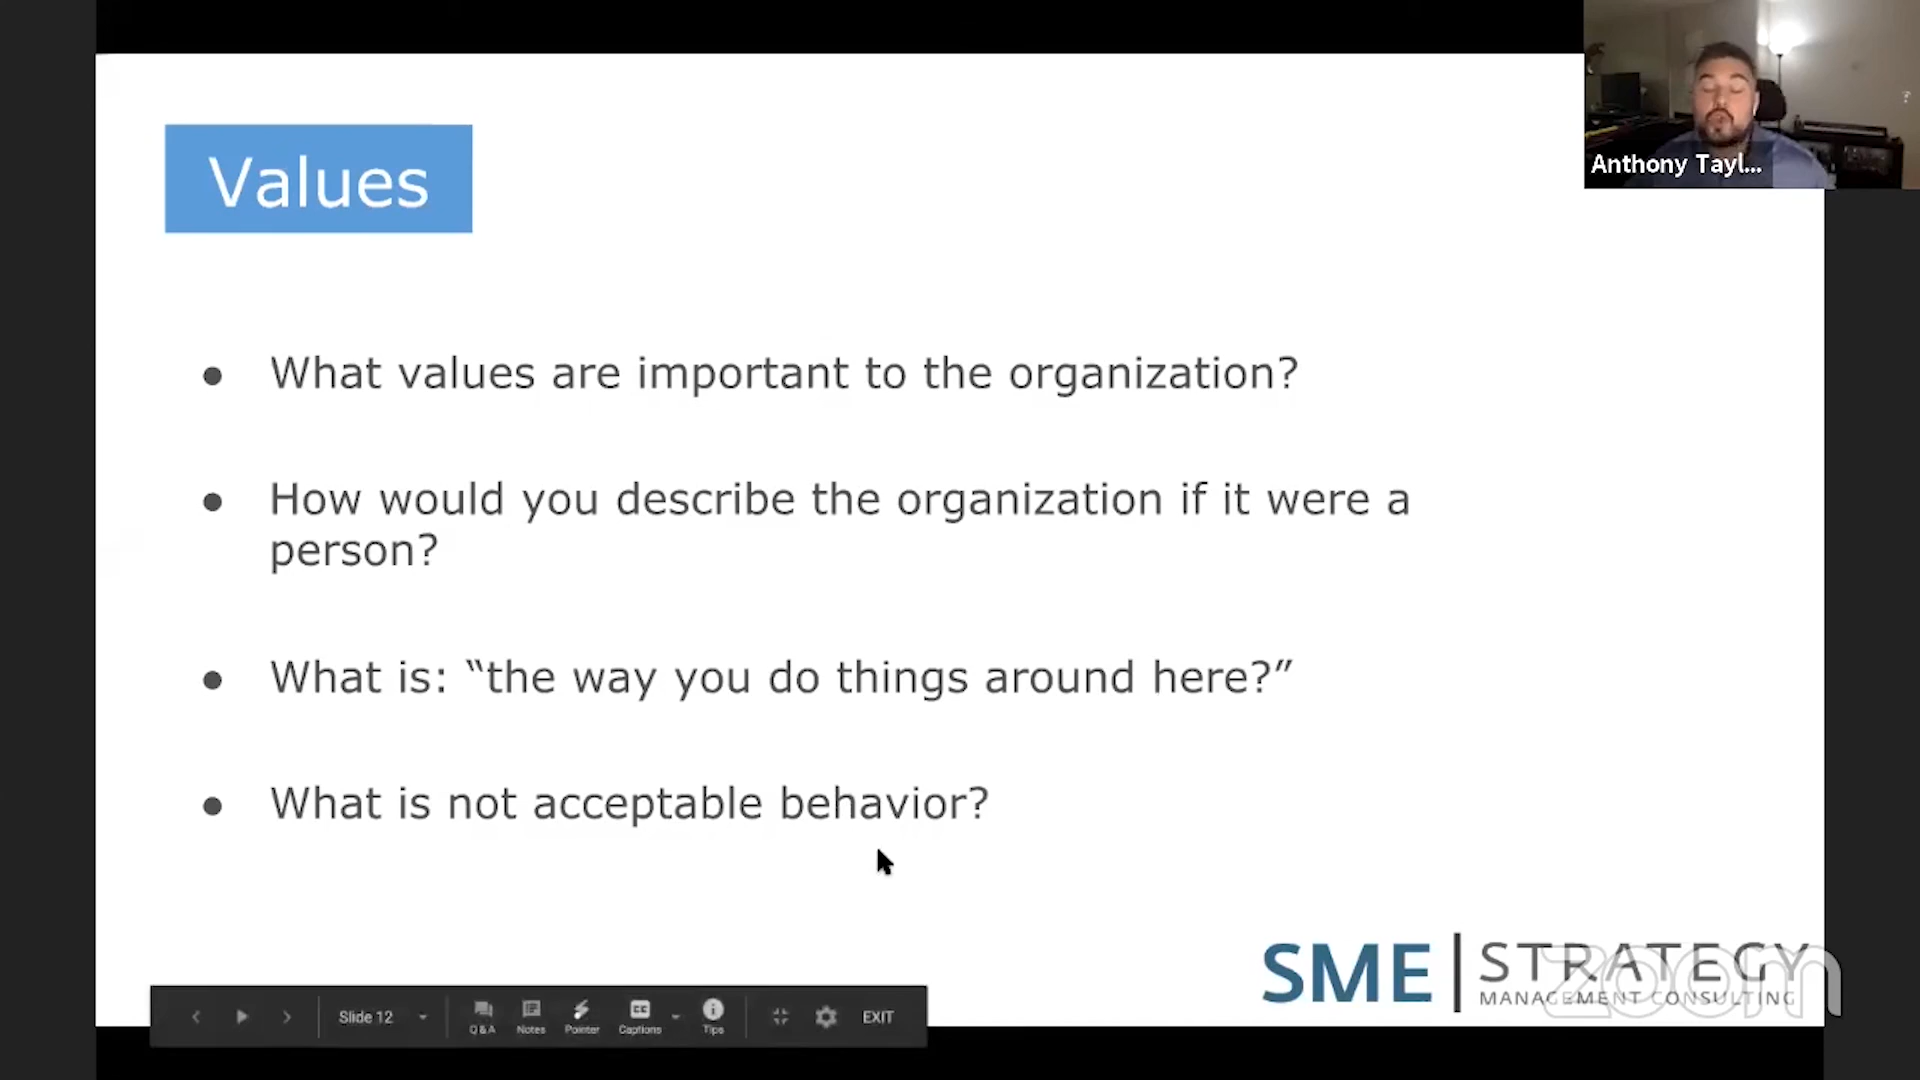 Values
Anthony Tayl...
What values are important to the organization?
How would you describe the organization if it were a
person?
What is: “the way you do things around here?”
What is not acceptable behavior?
SME | STRATEGY
MANAGEMENT CONSULTING
zoom
Slide 12
Q&A
Notes
Pointer
CC
Captions
Tips
EXIT